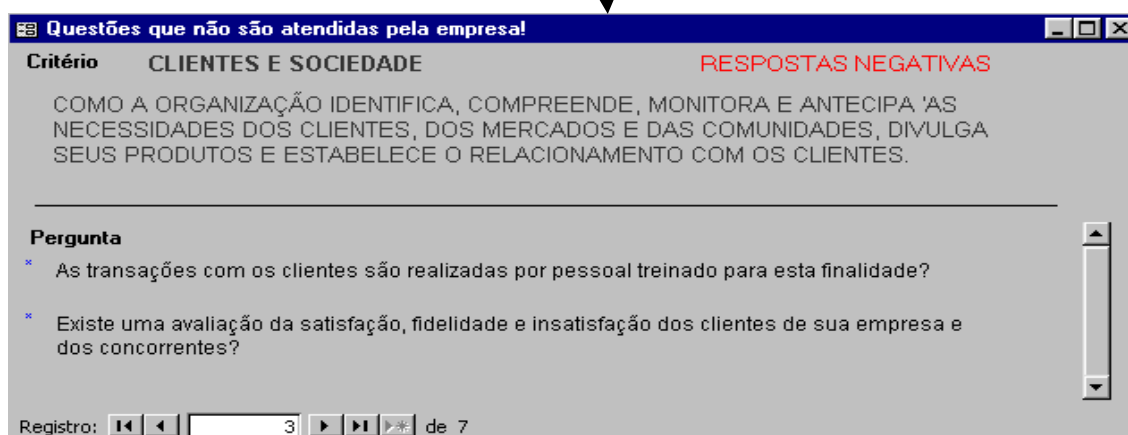 Questões que não são atendidas pela empresa!
Critério CLIENTES E SOCIEDADE RESPOSTAS NEGATIVAS
COMO A ORGANIZAÇÃO IDENTIFICA, COMPREENDE, MONITORA E ANTECIPA 'AS
NECESSIDADES DOS CLIENTES, DOS MERCADOS E DAS COMUNIDADES, DIVULGA
SEUS PRODUTOS E ESTABELECE O RELACIONAMENTO COM OS CLIENTES.
Pergunta
* As transações com os clientes são realizadas por pessoal treinado para esta finalidade?
* Existe uma avaliação da satisfação, fidelidade e insatisfação dos clientes de sua empresa e
dos concorrentes?
Registro: 3 de 7